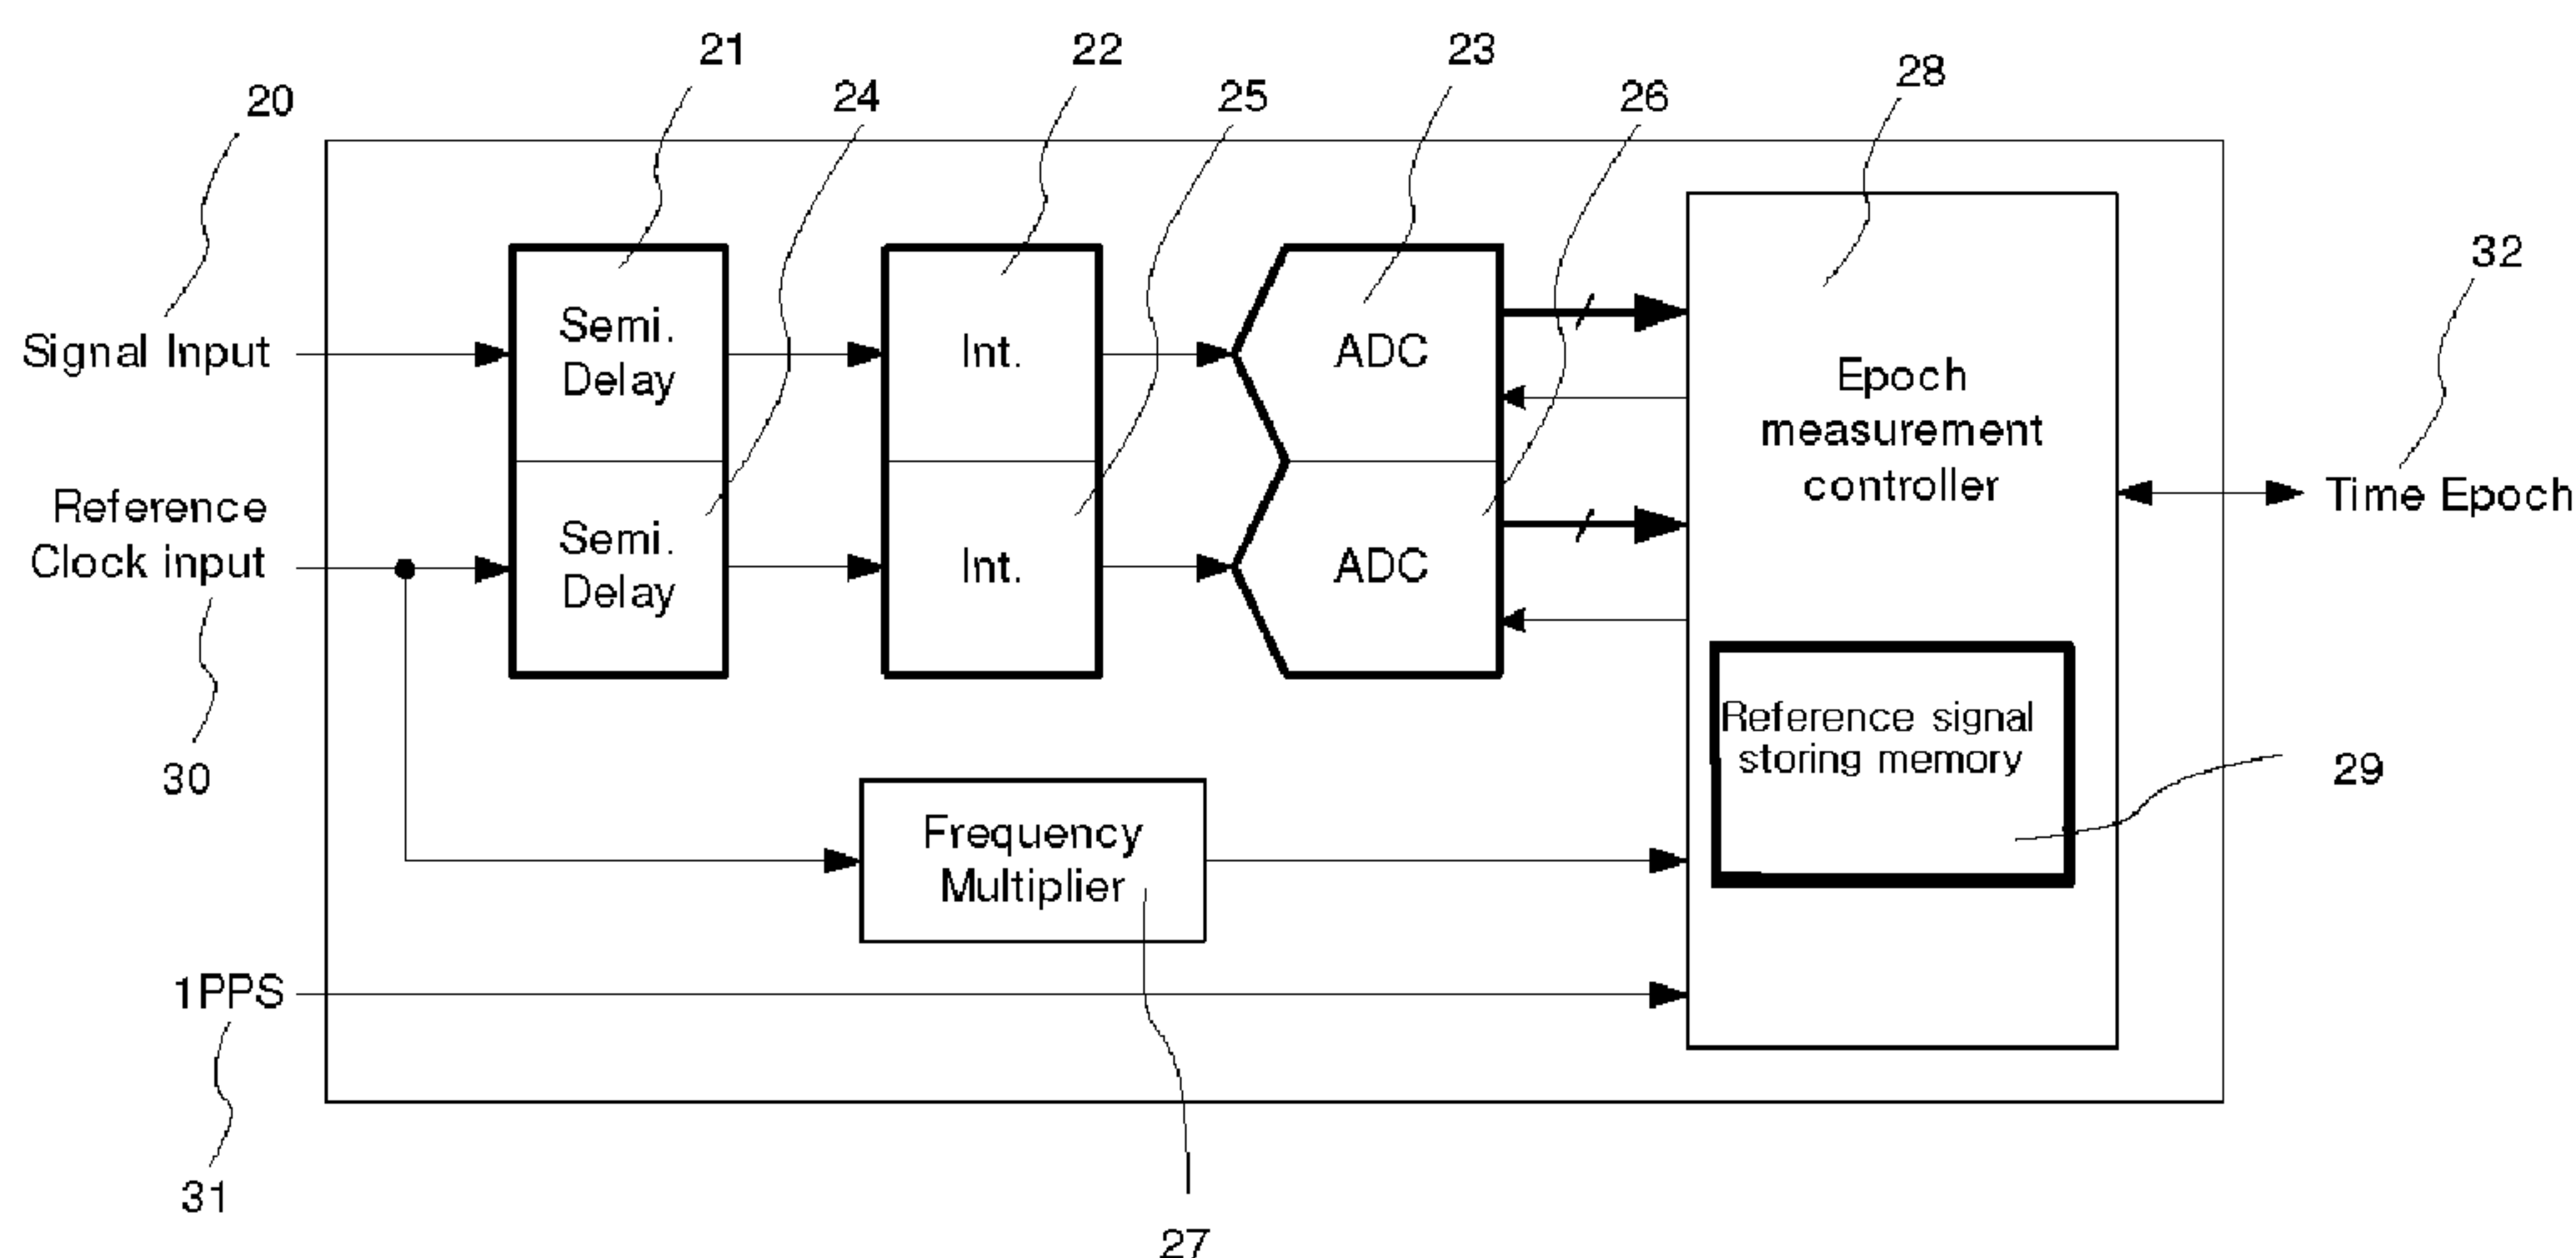 21
22
23
20
24
25
26
28
32
Signal Input
Semi.
Delay
Int.
ADC
Epoch
measurement
controller
Time Epoch
Reference
Clock input
Semi.
Delay
Int.
ADC
30
Reference signal
storing memory
29
Frequency
Multiplier
1PPS
31
27